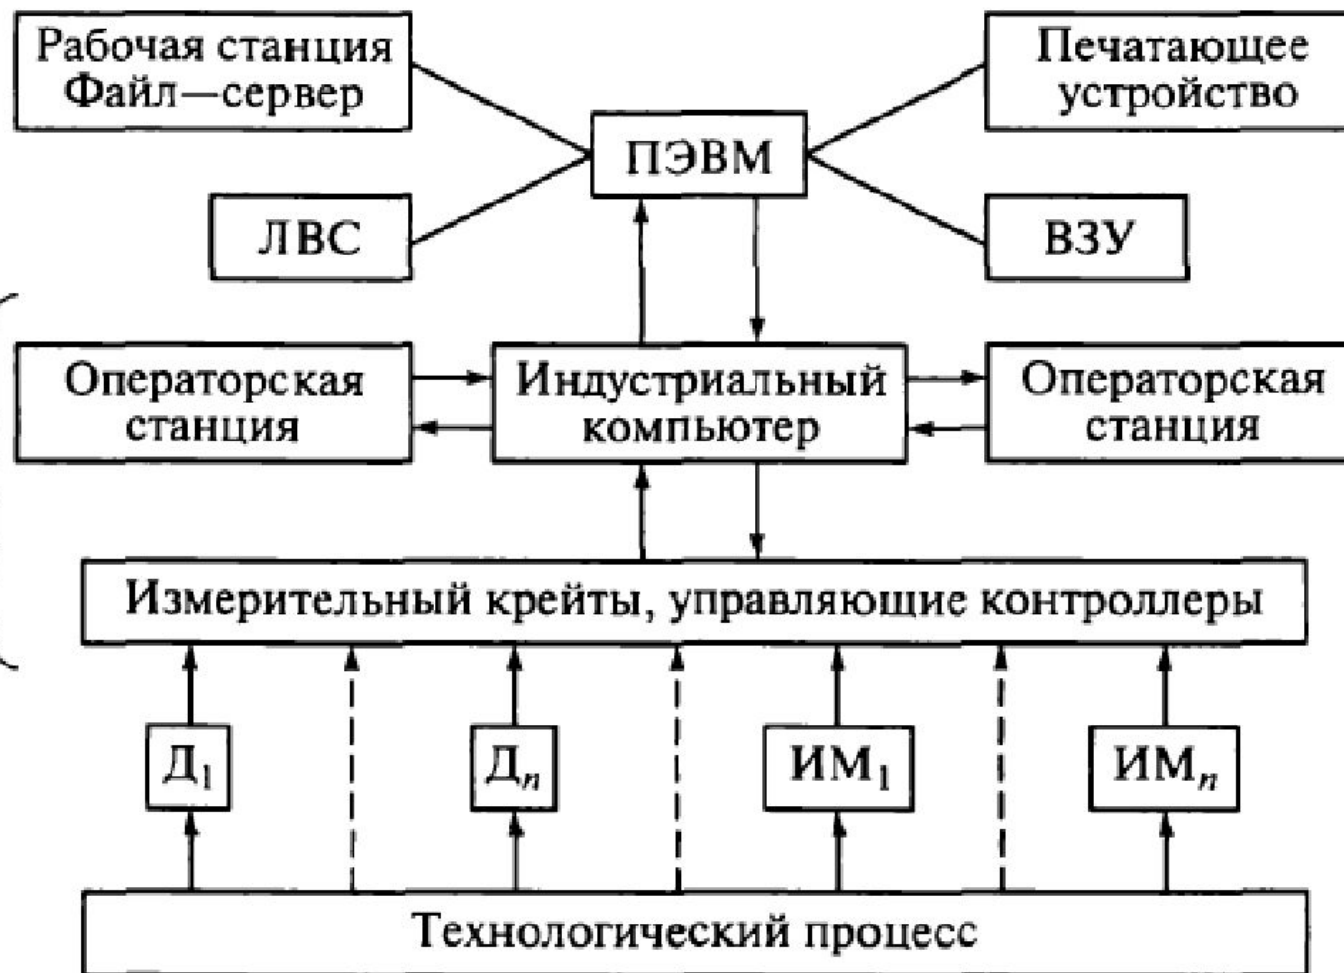 Рабочая станция
Файл—сервер
Печатающее
устройство
ПЭВМ
ЛВС
ВЗУ
Операторская
станция
Индустриальный
компьютер
Операторская
станция
Измерительный крейты, управляющие контроллеры
Д₁
Дₙ
ИМ₁
ИМₙ
Технологический процесс